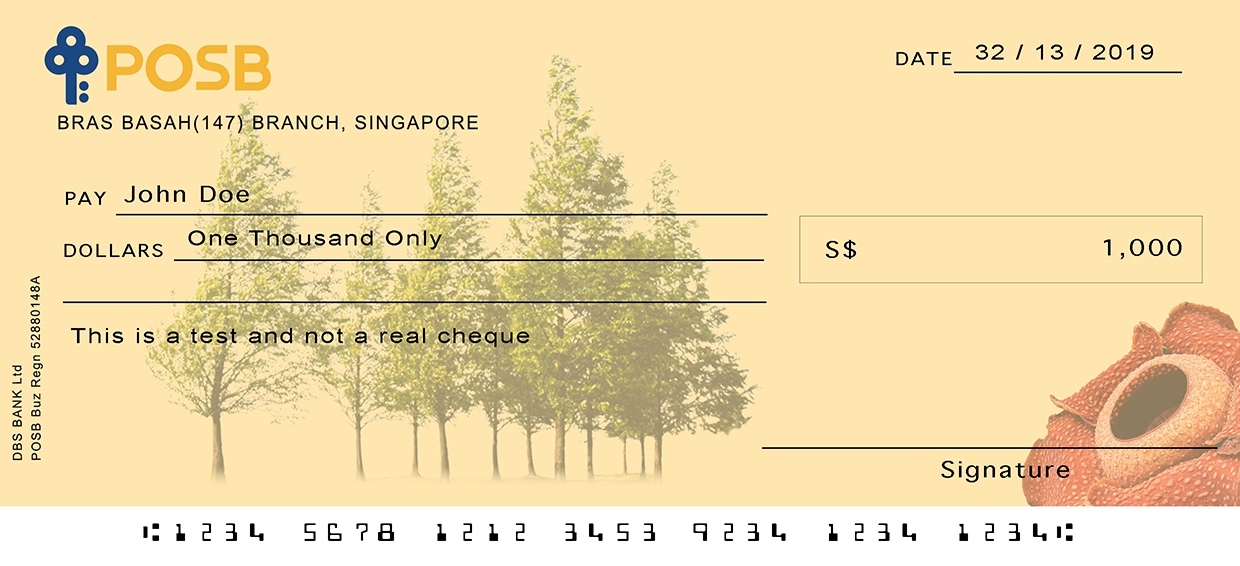 POSB
DATE 32 / 13 / 2019
BRAS BASAH(147) BRANCH, SINGAPORE
PAY John Doe
DOLLARS One Thousand Only
S$ 1,000
This is a test and not a real cheque
DBS BANK Ltd
POSB Buz Regn 52880148A
Signature
⑆1234 5678 1212 3453 9234 1234 1234⑆